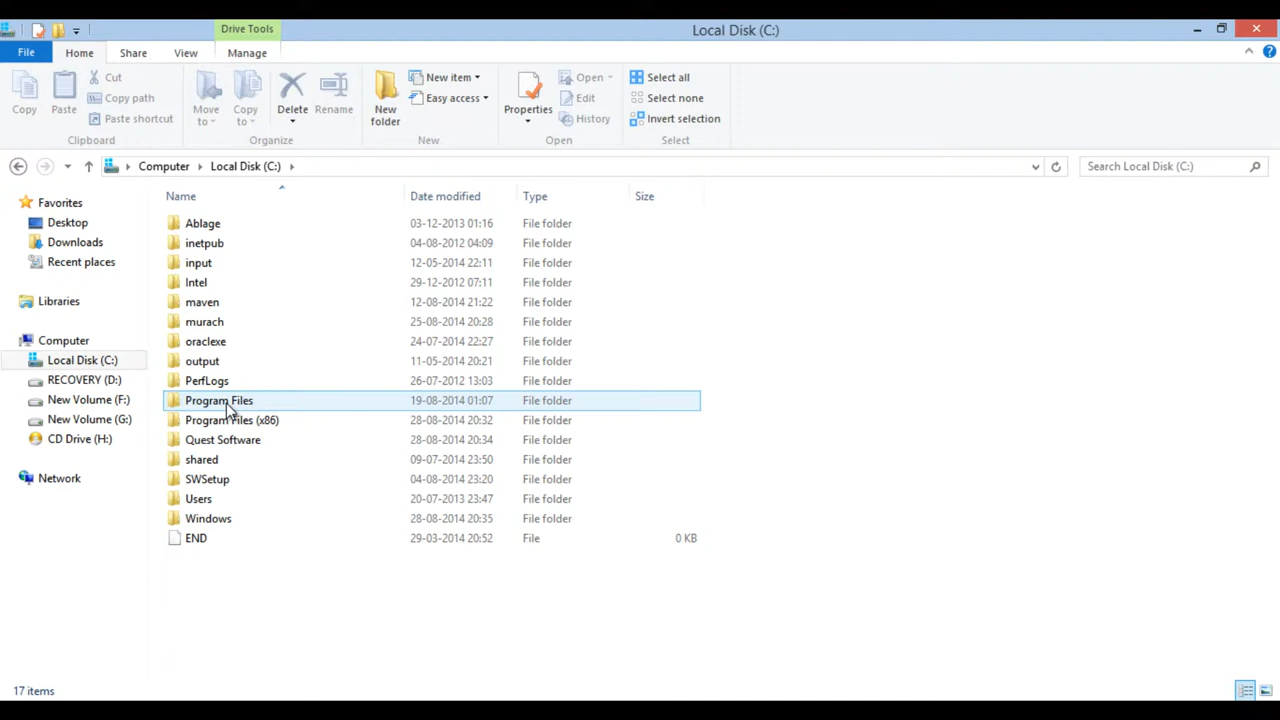 Drive Tools
Local Disk (C:)
File Home Share View Manage
Copy
Paste
Cut
Copy path
Paste shortcut
Clipboard
Move to
Copy to
Delete
Rename
Organize
New folder
New item
Easy access
New
Properties
Open
Edit
History
Open
Select all
Select none
Invert selection
Select
Computer Local Disk (C:)
Search Local Disk (C:)
Favorites
Desktop
Downloads
Recent places
Libraries
Computer
Local Disk (C:)
RECOVERY (D:)
New Volume (F:)
New Volume (G:)
CD Drive (H:)
Network
Name Date modified Type Size
Ablage 03-12-2013 01:16 File folder
inetpub 04-08-2012 04:09 File folder
input 12-05-2014 22:11 File folder
Intel 29-12-2012 07:11 File folder
maven 12-08-2014 21:22 File folder
murach 25-08-2014 20:28 File folder
oraclexe 24-07-2014 22:27 File folder
output 11-05-2014 20:21 File folder
PerfLogs 26-07-2012 13:03 File folder
Program Files 19-08-2014 01:07 File folder
Program Files (x86) 28-08-2014 20:32 File folder
Quest Software 28-08-2014 20:34 File folder
shared 09-07-2014 23:50 File folder
SWSetup 04-08-2014 23:20 File folder
Users 20-07-2013 23:47 File folder
Windows 28-08-2014 20:35 File folder
END 29-03-2014 20:52 File 0 KB
17 items